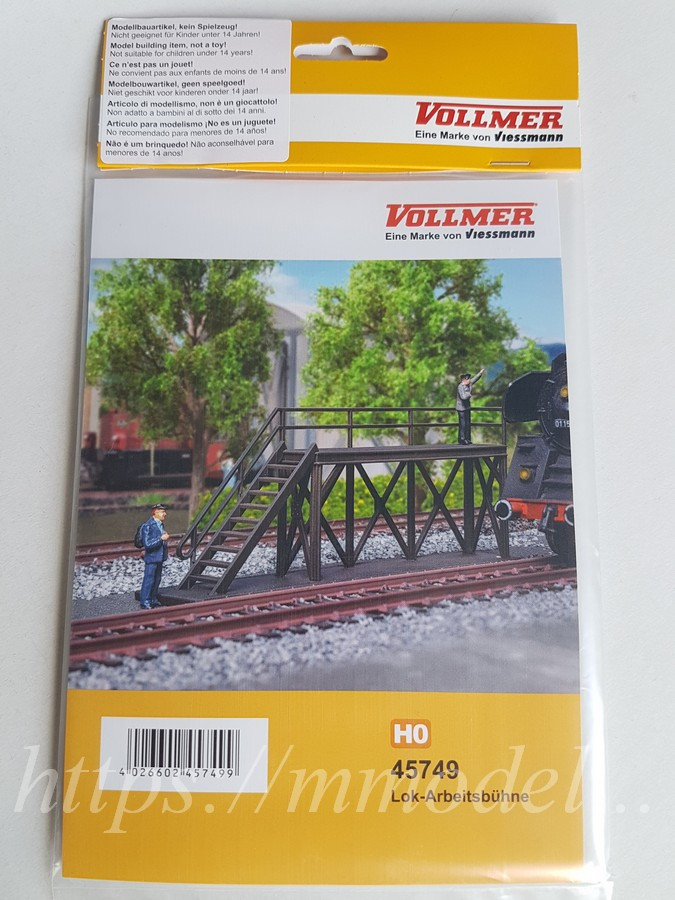 Modellbauartikel, kein Spielzeug!
Nicht geeignet für Kinder unter 14 Jahren!
Model building item, not a toy!
Not suitable for children under 14 years!
Ce n'est pas un jouet!
Ne convient pas aux enfants de moins de 14 ans!
Modelbouwartikel, geen speelgoed!
Niet geschikt voor kinderen onder 14 jaar!
Articolo di modellismo, non è un giocattolo!
Non adatto a bambini al di sotto dei 14 anni.
Artículo para modelismo ¡No es un juguete!
No recomendado para menores de 14 años!
Não é um brinquedo! Não aconselhável para
menores de 14 anos!
VOLLMER
Eine Marke von viessmann
VOLLMER
Eine Marke von viessmann
0115
H0
45749
Lok-Arbeitsbühne
4 026602 457499
https://mmodel...